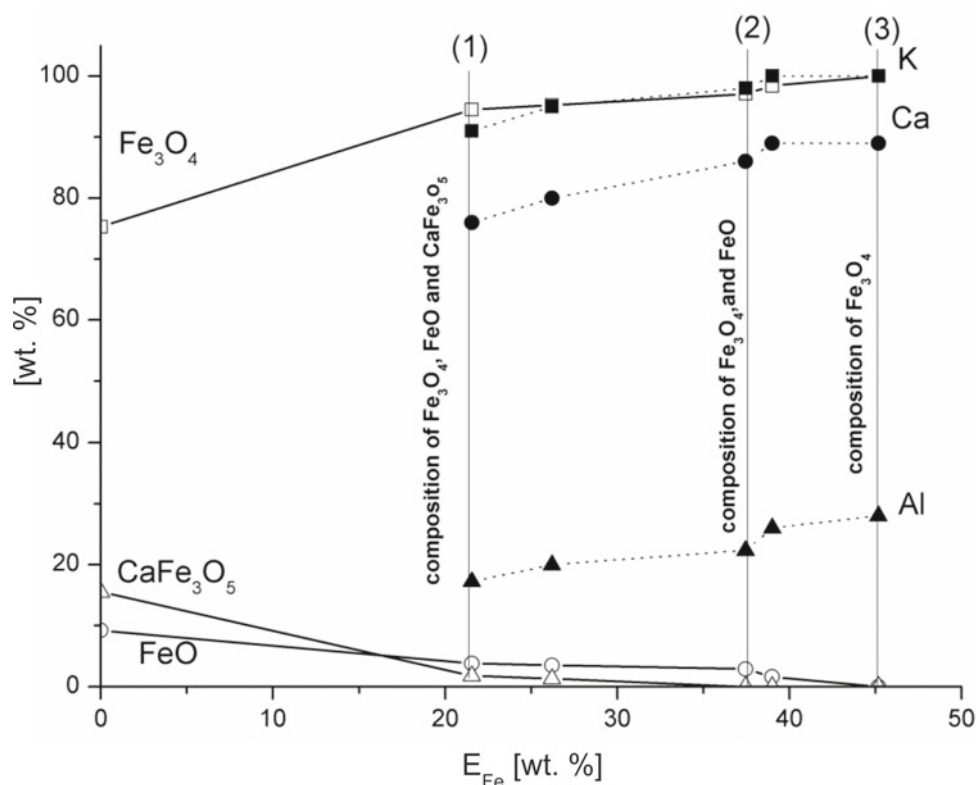 (1)
(2)
(3)
K
Ca
Al
Fe₃O₄
CaFe₃O₅
FeO
composition of Fe₃O₄, FeO and CaFe₃o₅
composition of Fe₃O₄,and FeO
composition of Fe₃O₄
[wt. %]
100
80
60
40
20
0
0
10
20
30
40
50
E_Fe [wt. %]